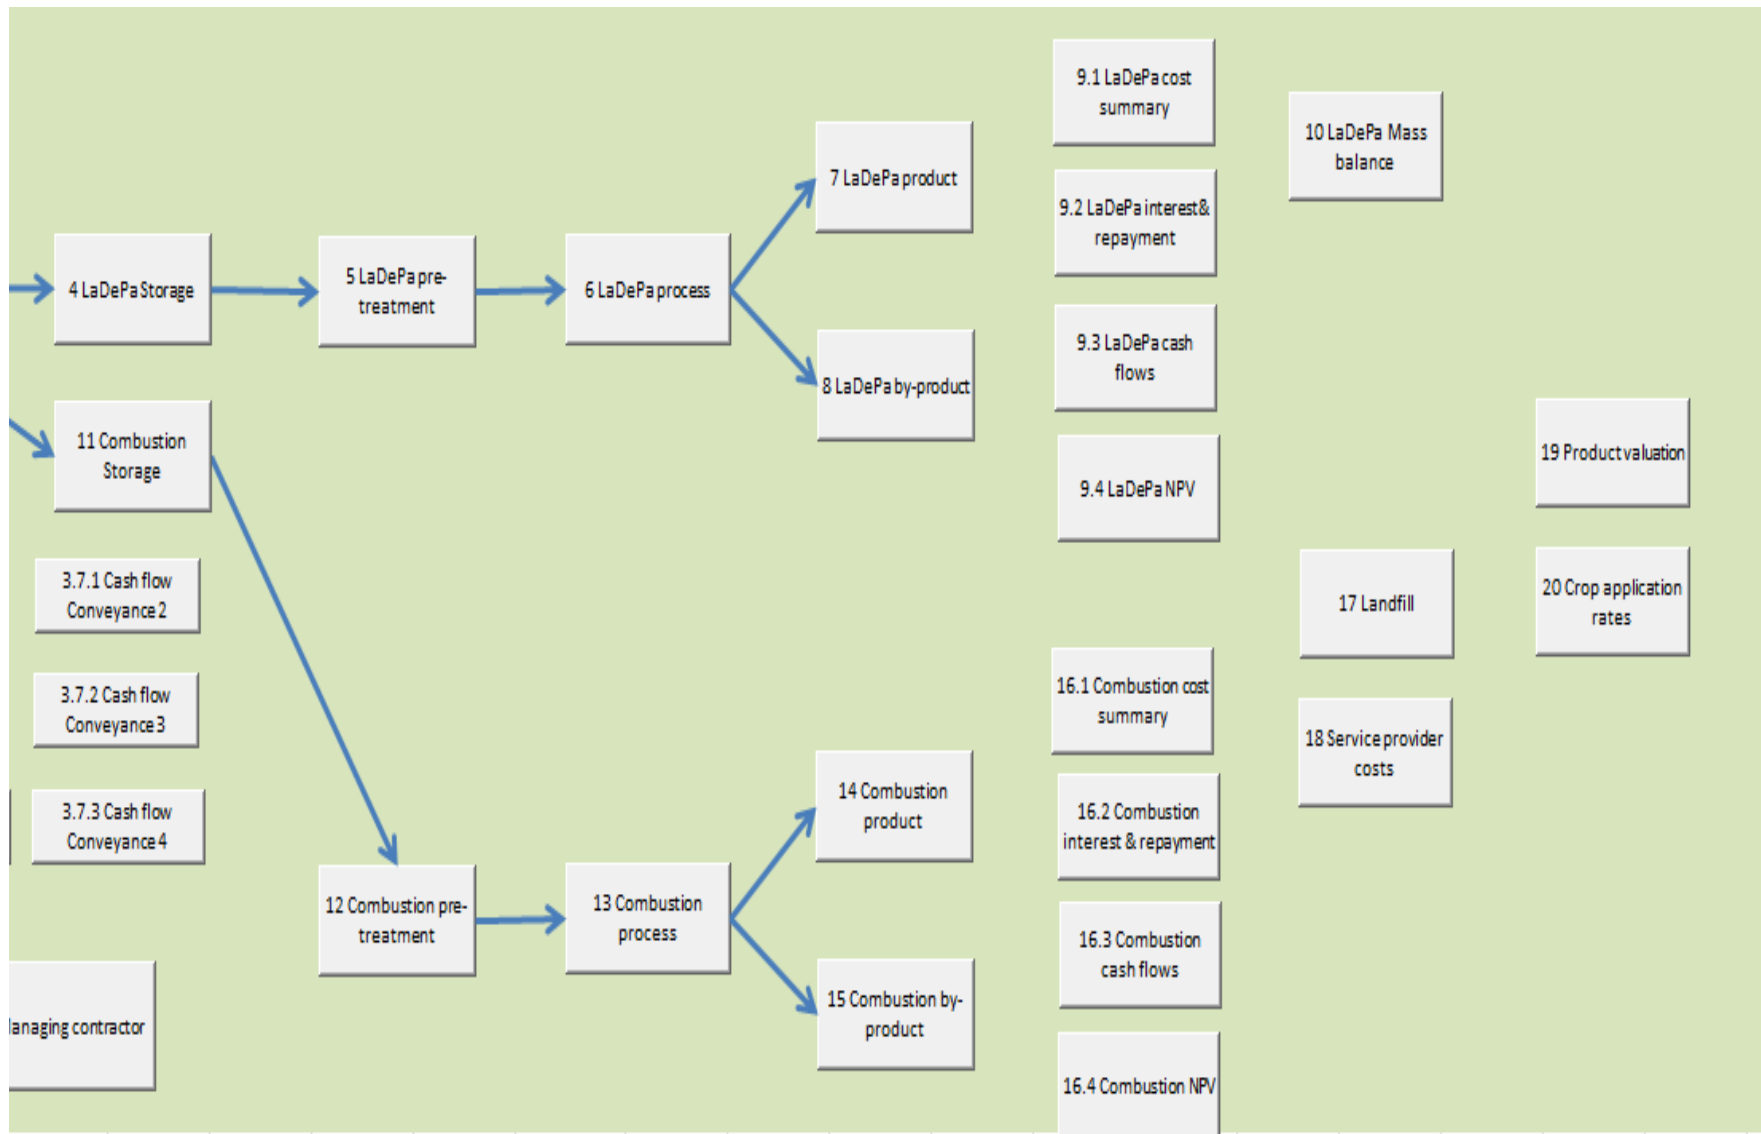 9.1 LaDePa cost
summary
10 LaDePa Mass
balance
7 LaDePa product
9.2 LaDePa interest &
repayment
4 LaDePa Storage
5 LaDePa pre-
treatment
6 LaDePa process
8 LaDePa by-product
9.3 LaDePa cash
flows
11 Combustion
Storage
9.4 LaDePa NPV
19 Product valuation
3.7.1 Cash flow
Conveyance 2
17 Landfill
20 Crop application
rates
3.7.2 Cash flow
Conveyance 3
16.1 Combustion cost
summary
18 Service provider
costs
3.7.3 Cash flow
Conveyance 4
14 Combustion
product
16.2 Combustion
interest & repayment
12 Combustion pre-
treatment
13 Combustion
process
16.3 Combustion
cash flows
anaging contractor
15 Combustion by-
product
16.4 Combustion NPV